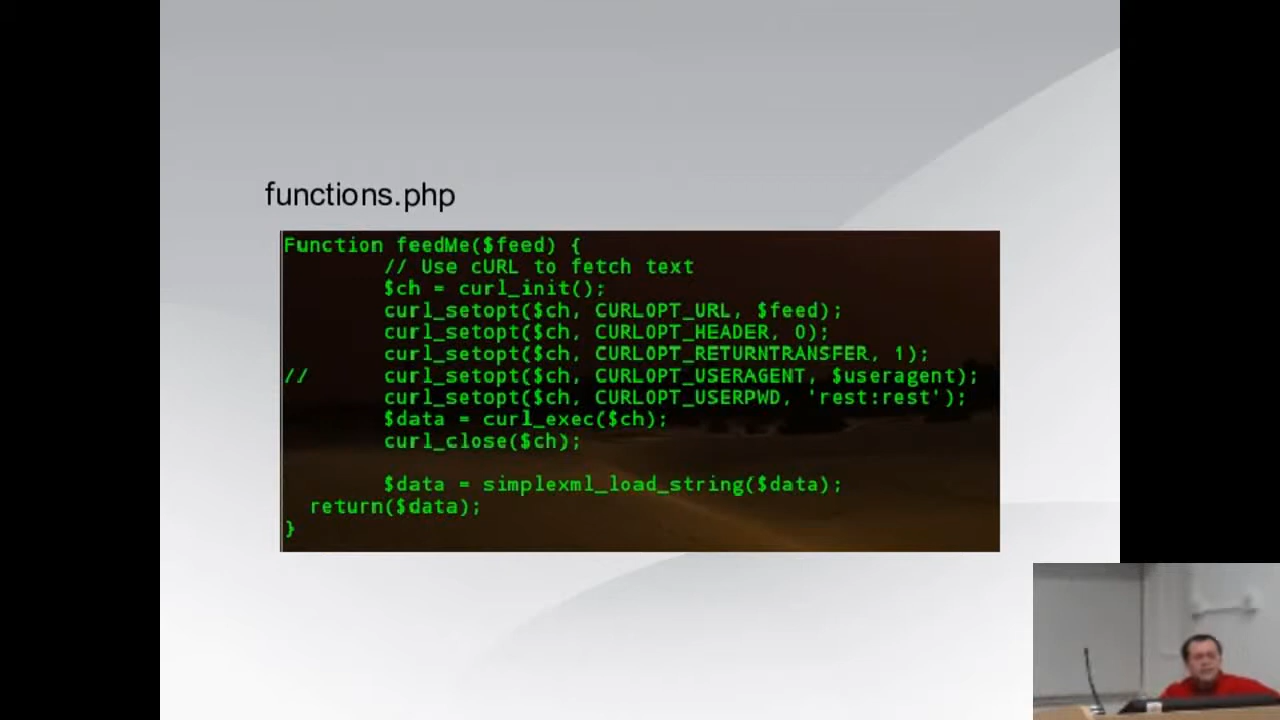 functions.php
Function feedMe($feed) {
// Use cURL to fetch text
$ch = curl_init();
curl_setopt($ch, CURLOPT_URL, $feed);
curl_setopt($ch, CURLOPT_HEADER, 0);
curl_setopt($ch, CURLOPT_RETURNTRANSFER, 1);
// curl_setopt($ch, CURLOPT_USERAGENT, $useragent);
curl_setopt($ch, CURLOPT_USERPWD, 'rest:rest');
$data = curl_exec($ch);
curl_close($ch);
$data = simplexml_load_string($data);
return($data);
}